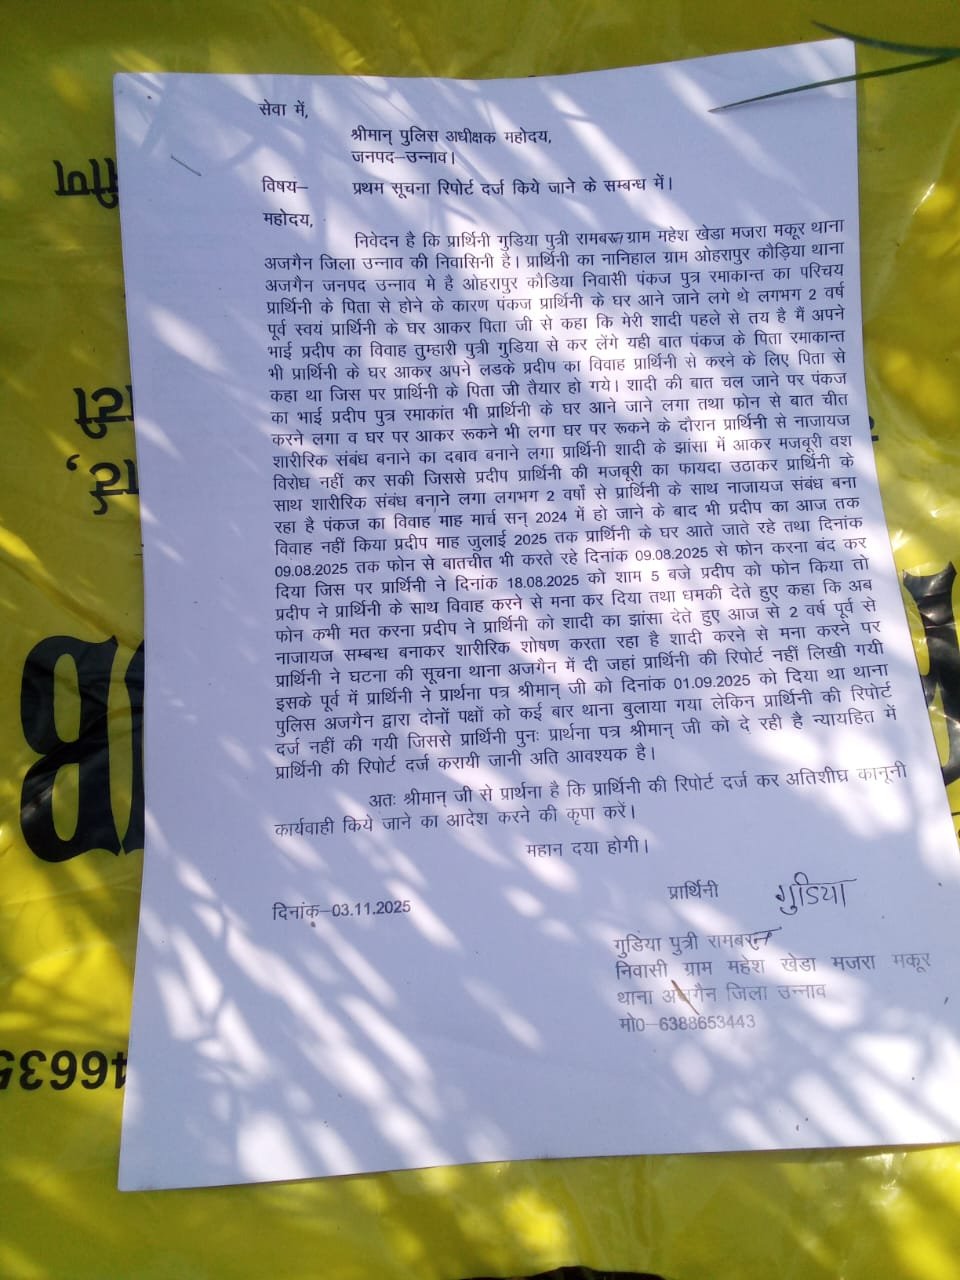 सेवा में,
श्रीमान् पुलिस अधीक्षक महोदय,
जनपद–उन्नाव।
विषय– प्रथम सूचना रिपोर्ट दर्ज किये जाने के सम्बन्ध में।
महोदय,
निवेदन है कि प्रार्थिनी गुडिया पुत्री रामबरन ग्राम महेश खेडा मजरा मकूर थाना
अजगैन जिला उन्नाव की निवासिनी है। प्रार्थिनी का नानिहाल ग्राम ओहरापुर कौड़िया थाना
अजगैन जनपद उन्नाव मे है ओहरापुर कौडिया निवासी पंकज पुत्र रमाकान्त का परिचय
प्रार्थिनी के पिता से होने के कारण पंकज प्रार्थिनी के घर आने जाने लगे थे लगभग 2 वर्ष
पूर्व स्वयं प्रार्थिनी के घर आकर पिता जी से कहा कि मेरी शादी पहले से तय है मैं अपने
भाई प्रदीप का विवाह तुम्हारी पुत्री गुडिया से कर लेंगे यही बात पंकज के पिता रमाकान्त
भी प्रार्थिनी के घर आकर अपने लडके प्रदीप का विवाह प्रार्थिनी से करने के लिए पिता से
कहा था जिस पर प्रार्थिनी के पिता जी तैयार हो गये। शादी की बात चल जाने पर पंकज
का भाई प्रदीप पुत्र रमाकांत भी प्रार्थिनी के घर आने जाने लगा तथा फोन से बात चीत
करने लगा व घर पर आकर रूकने भी लगा घर पर रूकने के दौरान प्रार्थिनी से नाजायज
शारीरिक संबंध बनाने का दबाव बनाने लगा प्रार्थिनी शादी के झांसा में आकर मजबूरी वश
विरोध नहीं कर सकी जिससे प्रदीप प्रार्थिनी की मजबूरी का फायदा उठाकर प्रार्थिनी के
साथ शारीरिक संबंध बनाने लगा लगभग 2 वर्षों से प्रार्थिनी के साथ नाजायज संबंध बना
रहा है पंकज का विवाह माह मार्च सन् 2024 में हो जाने के बाद भी प्रदीप का आज तक
विवाह नहीं किया प्रदीप माह जुलाई 2025 तक प्रार्थिनी के घर आते जाते रहे तथा दिनांक
09.08.2025 तक फोन से बातचीत भी करते रहे दिनांक 09.08.2025 से फोन करना बंद कर
दिया जिस पर प्रार्थिनी ने दिनांक 18.08.2025 को शाम 5 बजे प्रदीप को फोन किया तो
प्रदीप ने प्रार्थिनी के साथ विवाह करने से मना कर दिया तथा धमकी देते हुए कहा कि अब
फोन कभी मत करना प्रदीप ने प्रार्थिनी को शादी का झांसा देते हुए आज से 2 वर्ष पूर्व से
नाजायज सम्बन्ध बनाकर शारीरिक शोषण करता रहा है शादी करने से मना करने पर
प्रार्थिनी ने घटना की सूचना थाना अजगैन में दी जहां प्रार्थिनी की रिपोर्ट नहीं लिखी गयी
इसके पूर्व में प्रार्थिनी ने प्रार्थना पत्र श्रीमान् जी को दिनांक 01.09.2025 को दिया था थाना
पुलिस अजगैन द्वारा दोनों पक्षों को कई बार थाना बुलाया गया लेकिन प्रार्थिनी की रिपोर्ट
दर्ज नहीं की गयी जिससे प्रार्थिनी पुनः प्रार्थना पत्र श्रीमान् जी को दे रही है न्यायहित में
प्रार्थिनी की रिपोर्ट दर्ज करायी जानी अति आवश्यक है।
अतः श्रीमान् जी से प्रार्थना है कि प्रार्थिनी की रिपोर्ट दर्ज कर अतिशीघ्र कानूनी
कार्यवाही किये जाने का आदेश करने की कृपा करें।
महान दया होगी।
प्रार्थिनी गुडिया
दिनांक–03.11.2025
गुडिया पुत्री रामबरन
निवासी ग्राम महेश खेडा मजरा मकूर
थाना अजगैन जिला उन्नाव
मो0–6388653443